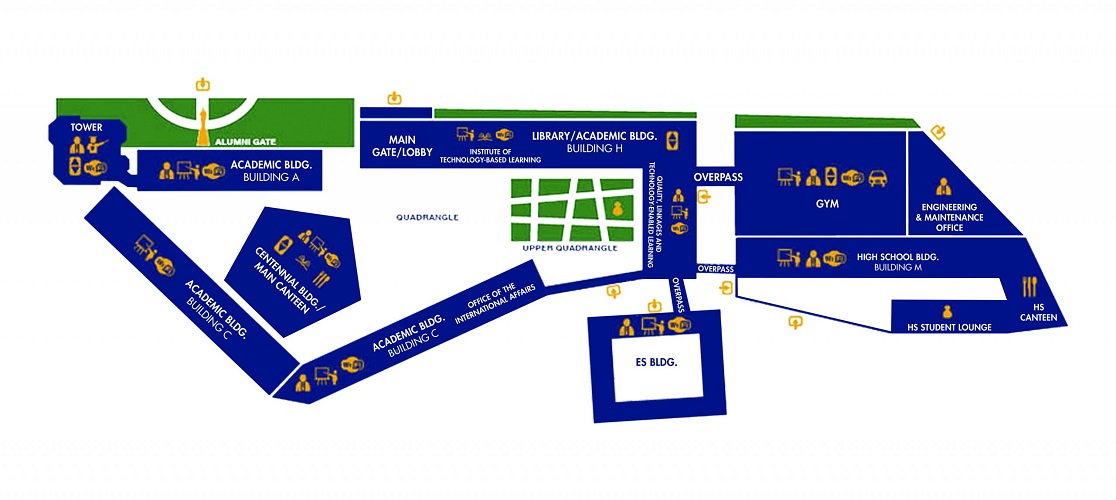 TOWER
ALUMNI GATE
ACADEMIC BLDG.
BUILDING A
MAIN
GATE/LOBBY
INSTITUTE OF
TECHNOLOGY-BASED LEARNING
LIBRARY/ACADEMIC BLDG.
BUILDING H
QUALITY, LINKAGES AND
TECHNOLOGY-ENABLED LEARNING
OVERPASS
GYM
ENGINEERING
& MAINTENANCE
OFFICE
QUADRANGLE
UPPER QUADRANGLE
CENTENNIAL BLDG./
MAIN CANTEEN
ACADEMIC BLDG.
BUILDING C
ACADEMIC BLDG.
BUILDING C
OFFICE OF THE
INTERNATIONAL AFFAIRS
OVERPASS
OVERPASS
HIGH SCHOOL BLDG.
BUILDING M
HS
CANTEEN
HS STUDENT LOUNGE
ES BLDG.